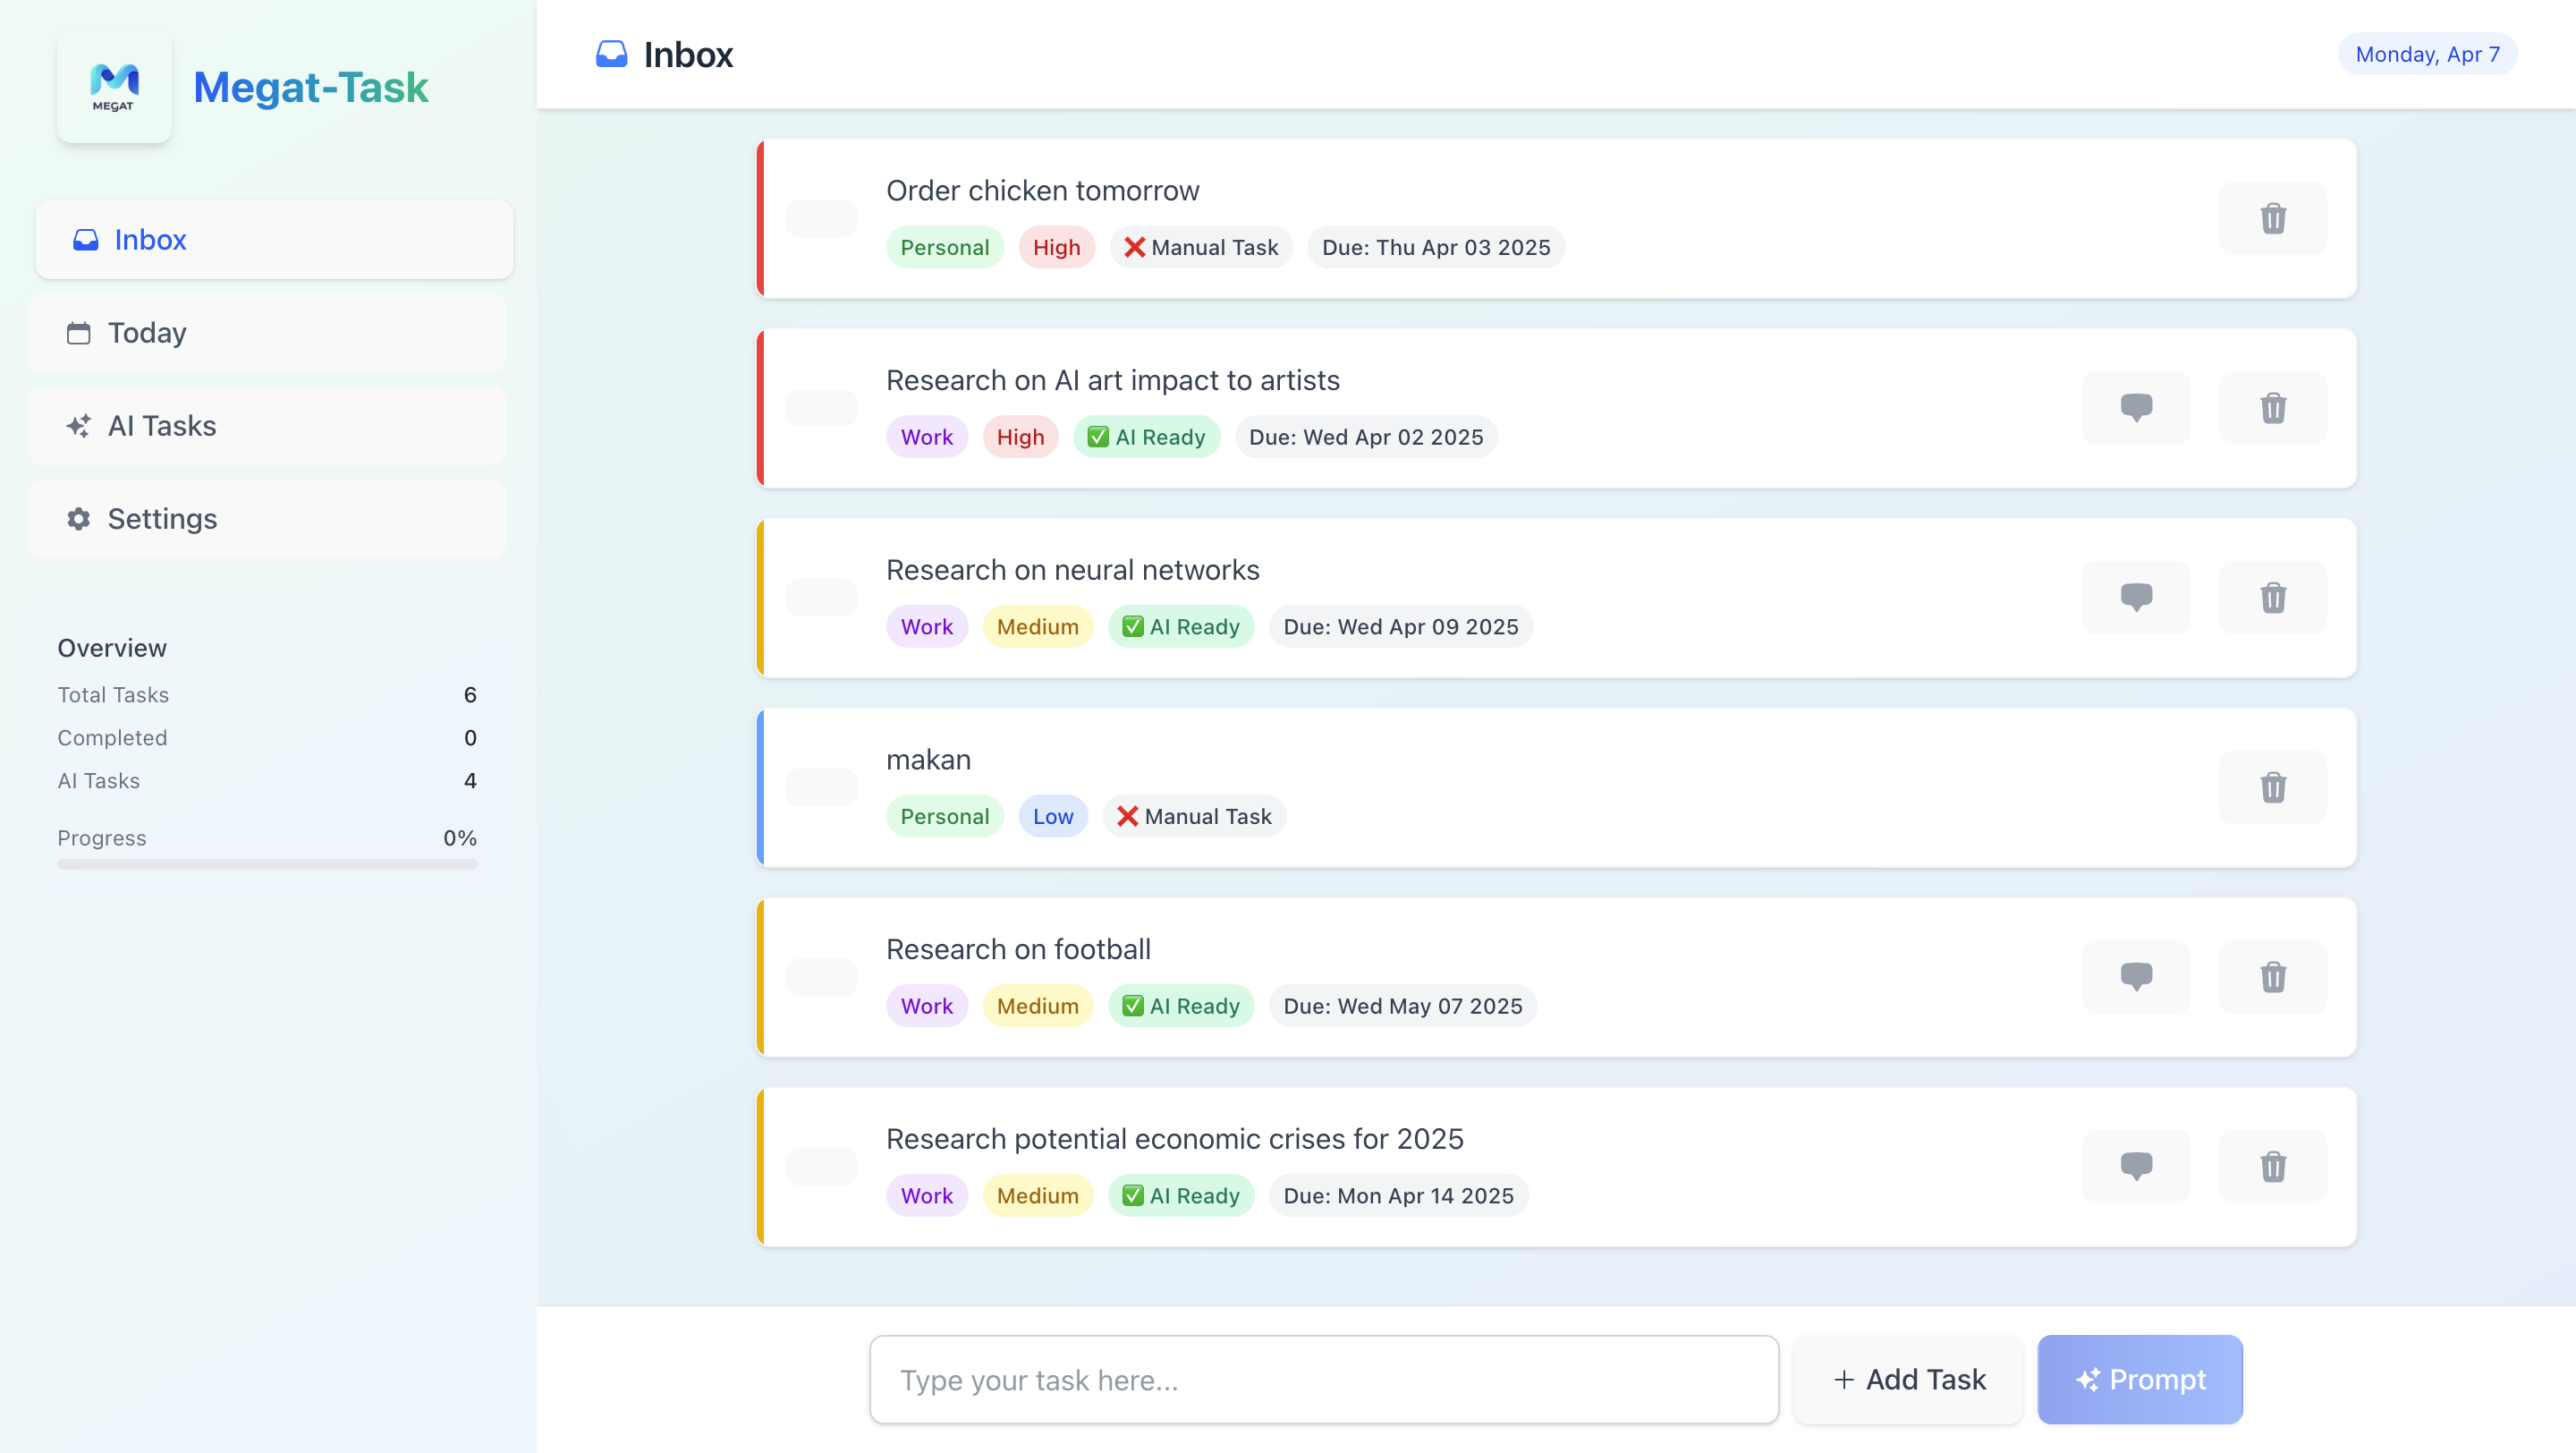 MEGAT
Megat-Task
Inbox
Today
AI Tasks
Settings
Overview
Total Tasks 6
Completed 0
AI Tasks 4
Progress 0%
Inbox
Monday, Apr 7
Order chicken tomorrow
Personal High ❌ Manual Task Due: Thu Apr 03 2025
Research on AI art impact to artists
Work High ✅ AI Ready Due: Wed Apr 02 2025
Research on neural networks
Work Medium ✅ AI Ready Due: Wed Apr 09 2025
makan
Personal Low ❌ Manual Task
Research on football
Work Medium ✅ AI Ready Due: Wed May 07 2025
Research potential economic crises for 2025
Work Medium ✅ AI Ready Due: Mon Apr 14 2025
Type your task here...
+ Add Task
Prompt